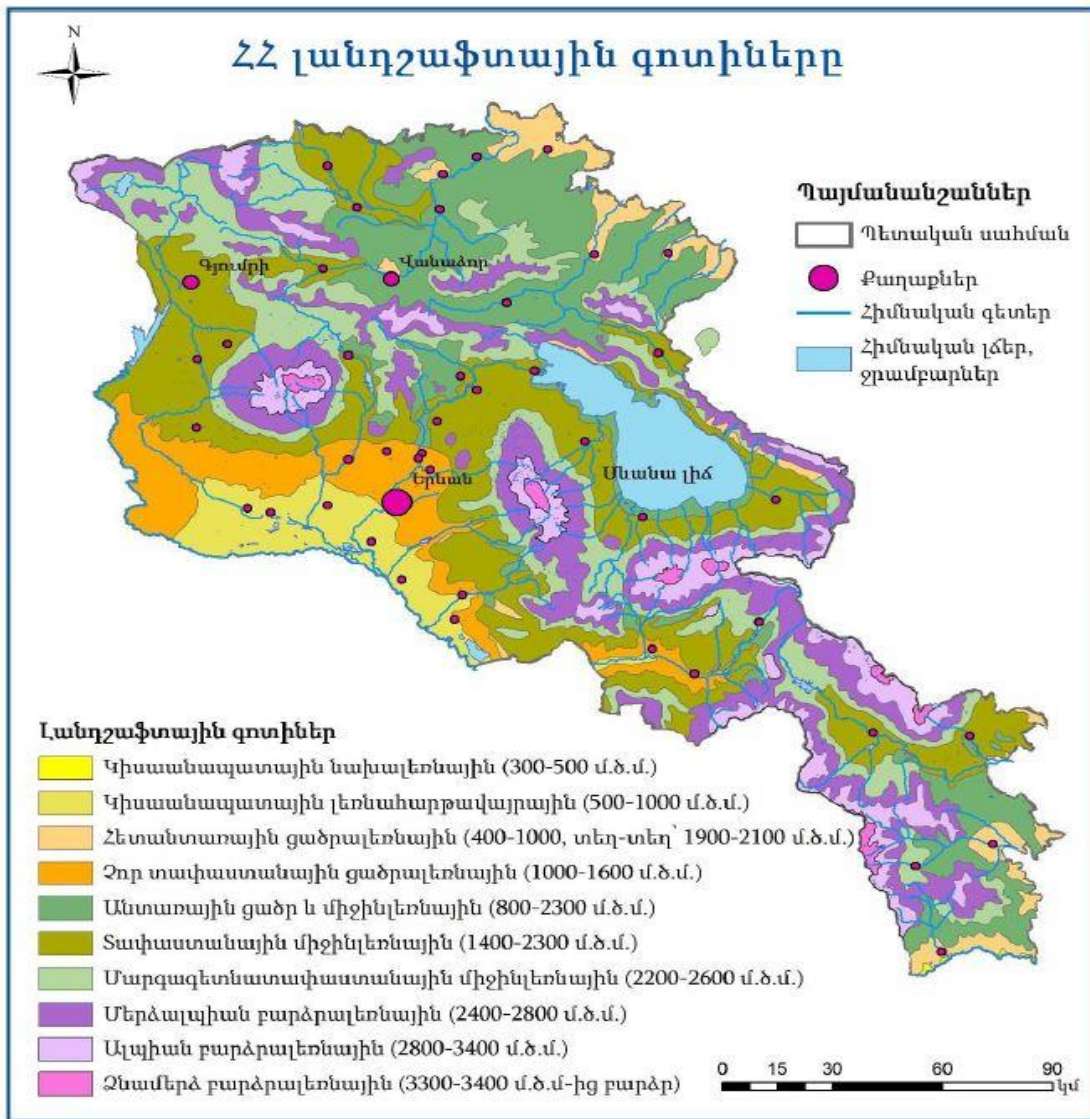 N
ՀՀ լանդշաֆտային գոտիները
Պայմանանշաններ
Պետական սահման
Քաղաքներ
Հիմնական գետեր
Հիմնական լճեր,
ջրամբարներ
Գյումրի
Վանաձոր
Սևանա լիճ
Երևան
Լանդշաֆտային գոտիներ
Կիսաանապատային նախալեռնային (300-500 մ.ծ.մ.)
Կիսաանապատային լեռնահարթավայրային (500-1000 մ.ծ.մ.)
Հետանտառային ցածրալեռնային (400-1000, տեղ-տեղ՝ 1900-2100 մ.ծ.մ.)
Չոր տափաստանային ցածրալեռնային (1000-1600 մ.ծ.մ.)
Անտառային ցածր և միջինլեռնային (800-2300 մ.ծ.մ.)
Տափաստանային միջինլեռնային (1400-2300 մ.ծ.մ.)
Մարգագետնատափաստանային միջինլեռնային (2200-2600 մ.ծ.մ.)
Մերձալպիան բարձրալեռնային (2400-2800 մ.ծ.մ.)
Ալպիան բարձրալեռնային (2800-3400 մ.ծ.մ.)
Ձնամերձ բարձրալեռնային (3300-3400 մ.ծ.մ-ից բարձր)
0 15 30 60 90
կմ